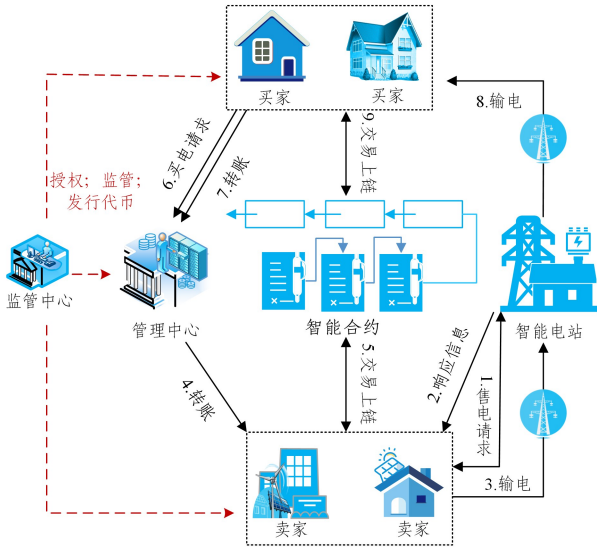 买家
买家
8.输电
6.买电请求
7.转账
9.交易上链
授权；监管；
发行代币
监管中心
管理中心
智能合约
智能电站
4.转账
5.交易上链
2.响应信息
1.售电请求
3.输电
卖家
卖家